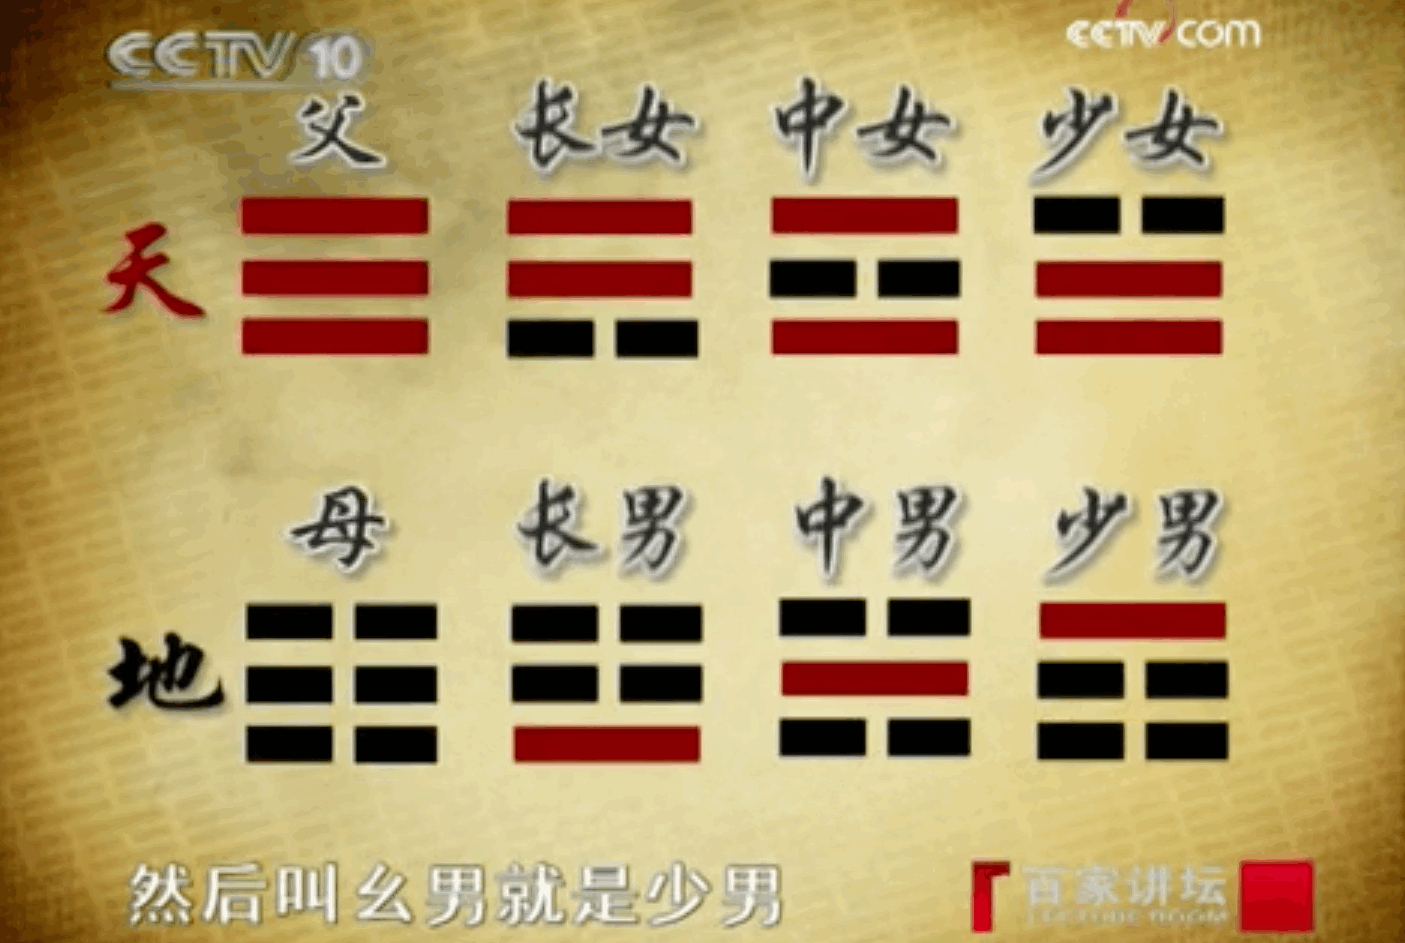 CCTV 10
CCTV.com
父 长女 中女 少女
天
母 长男 中男 少男
地
然后叫幺男就是少男
百家讲坛
LECTURE ROOM